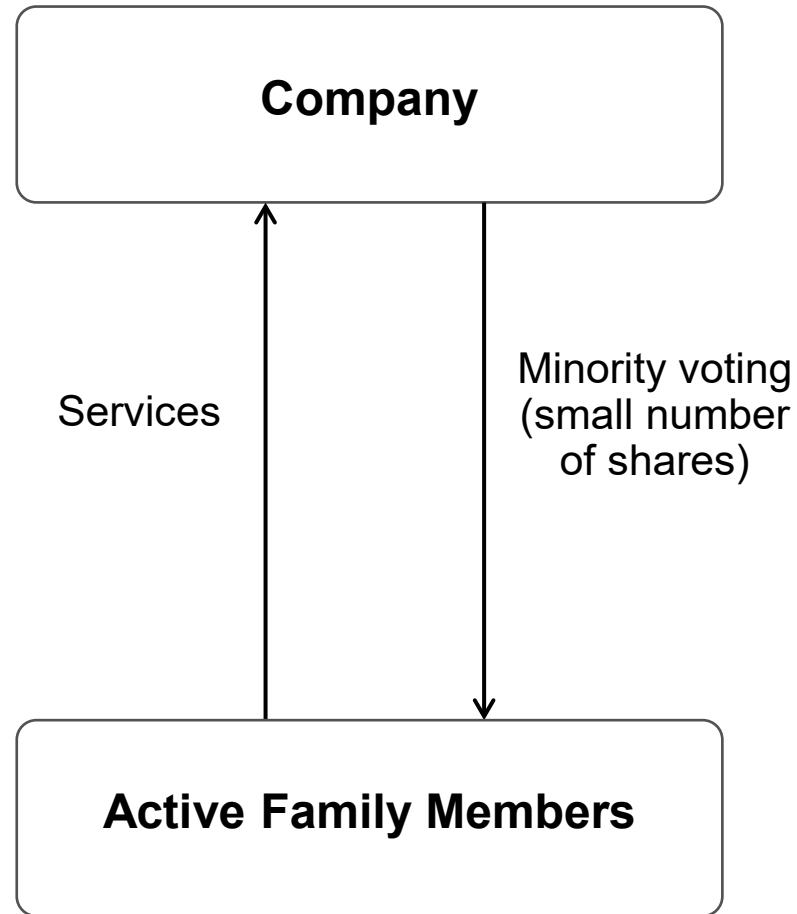 Company
Services
Minority voting
(small number
of shares)
Active Family Members